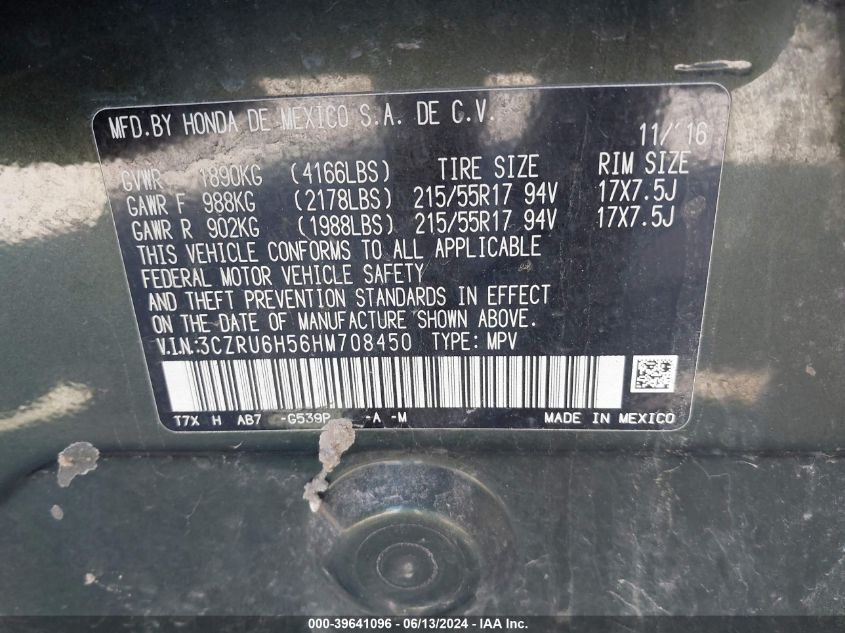 MFD.BY HONDA DE MEXICO S.A. DE C.V. 11/'16
GVWR 1890KG (4166LBS) TIRE SIZE RIM SIZE
GAWR F 988KG (2178LBS) 215/55R17 94V 17X7.5J
GAWR R 902KG (1988LBS) 215/55R17 94V 17X7.5J
THIS VEHICLE CONFORMS TO ALL APPLICABLE
FEDERAL MOTOR VEHICLE SAFETY
AND THEFT PREVENTION STANDARDS IN EFFECT
ON THE DATE OF MANUFACTURE SHOWN ABOVE.
V.I.N:3CZRU6H56HM708450 TYPE: MPV
T7X H AB7 -G539P -A -M MADE IN MEXICO
000-39641096 - 06/13/2024 - IAA Inc.